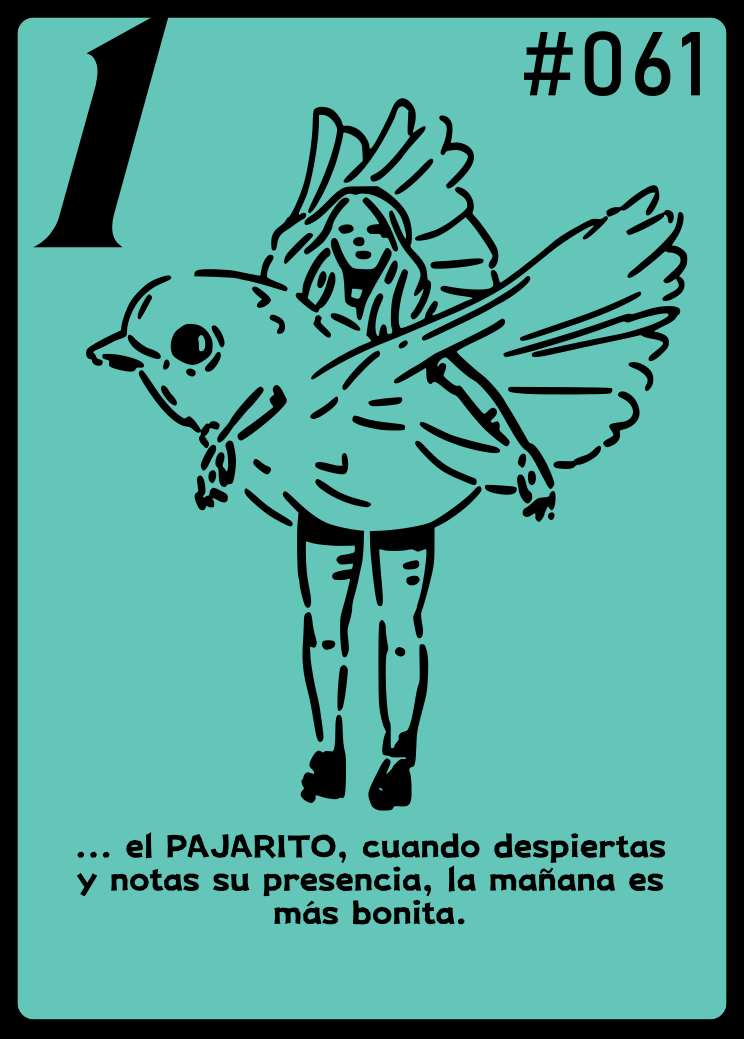 1
#061
... el PAJARITO, cuando despiertas
y notas su presencia, la mañana es
más bonita.